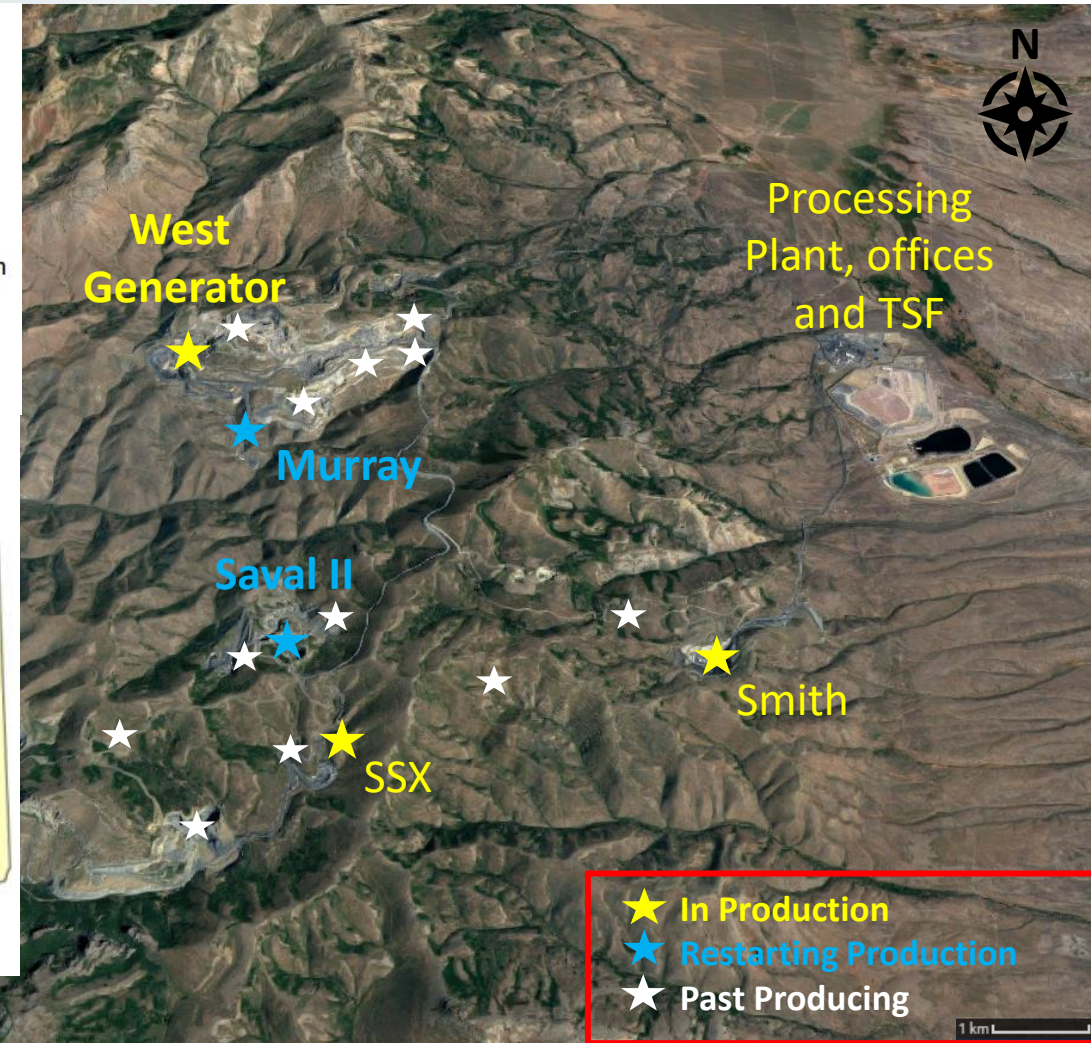 N
Processing
Plant, offices
and TSF
West
Generator
Murray
Saval II
Smith
SSX
In Production
Restarting Production
Past Producing
1 km